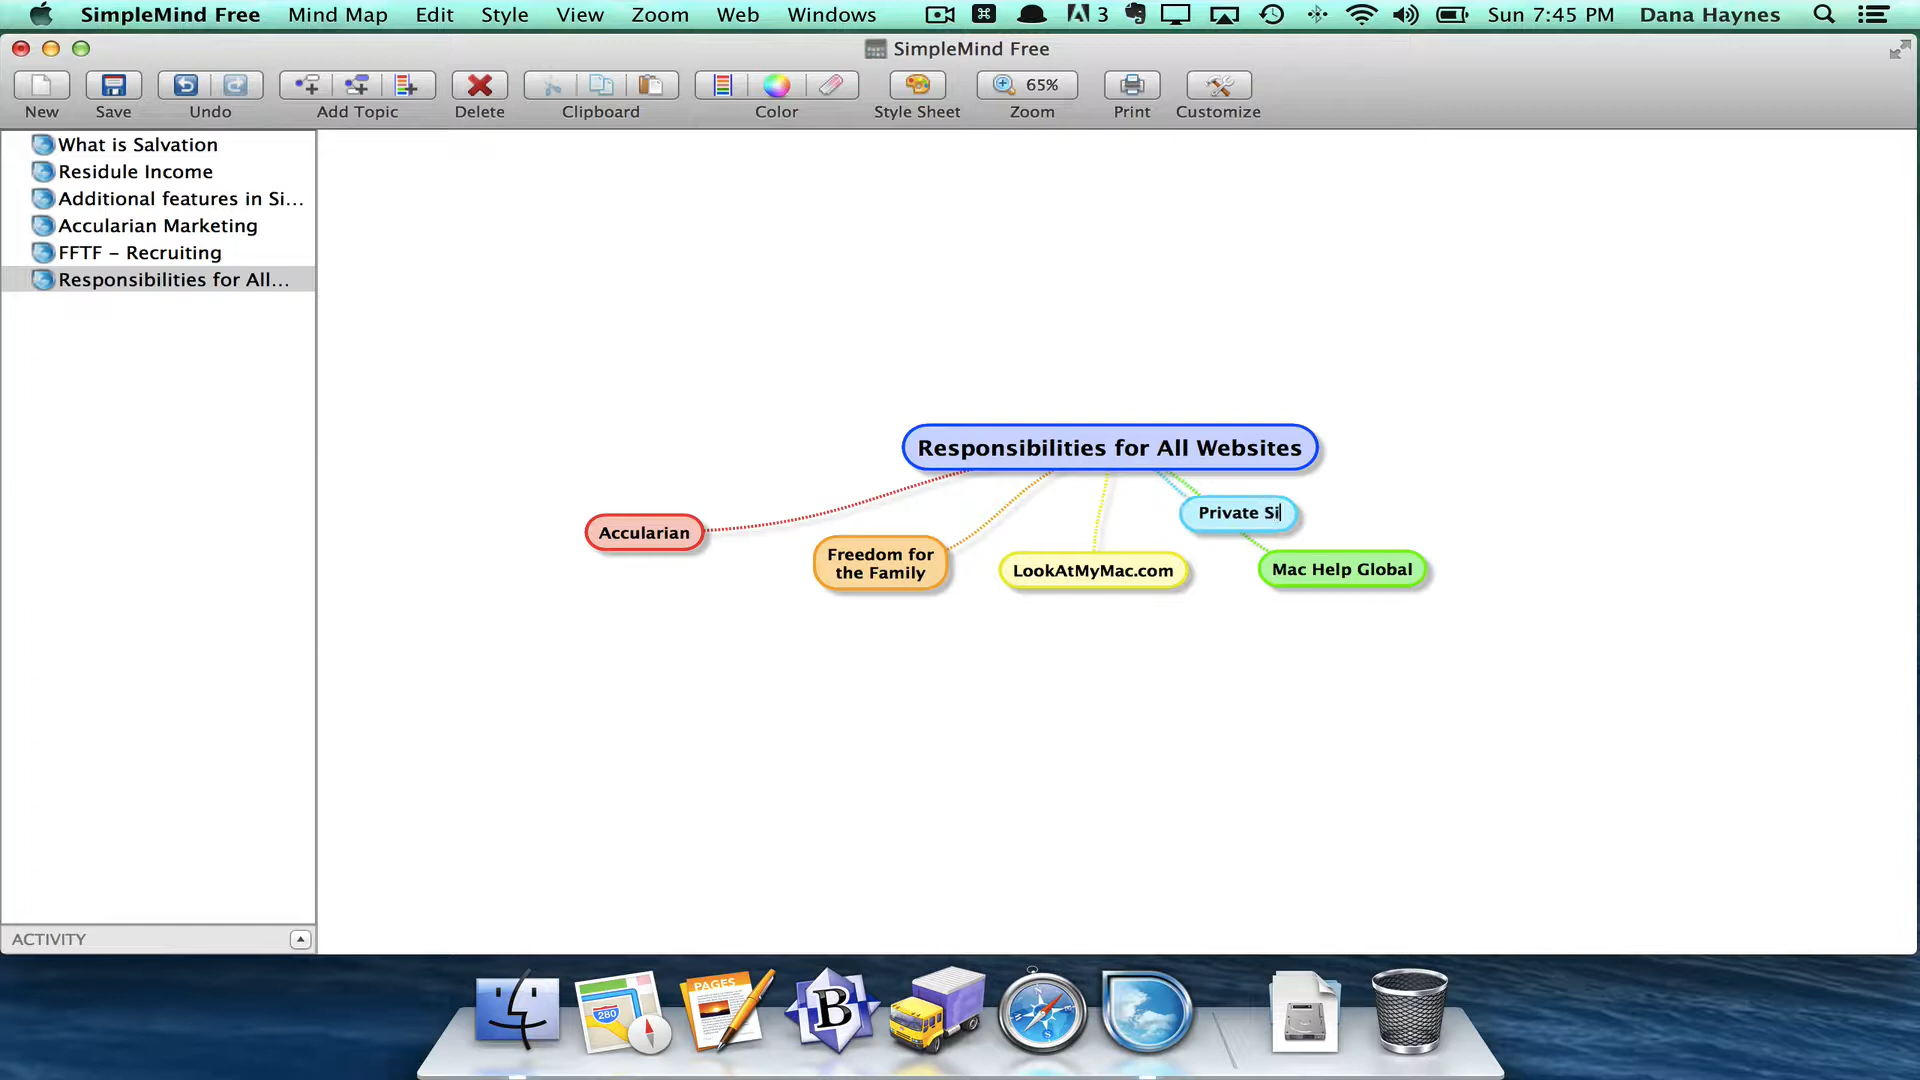 SimpleMind Free Mind Map Edit Style View Zoom Web Windows 3 Sun 7:45 PM Dana Haynes
SimpleMind Free
65%
New Save Undo Add Topic Delete Clipboard Color Style Sheet Zoom Print Customize
What is Salvation
Residule Income
Additional features in Si...
Accularian Marketing
FFTF – Recruiting
Responsibilities for All...
Responsibilities for All Websites
Private Si
Accularian
Freedom for
the Family
LookAtMyMac.com
Mac Help Global
ACTIVITY
280
PAGES
B